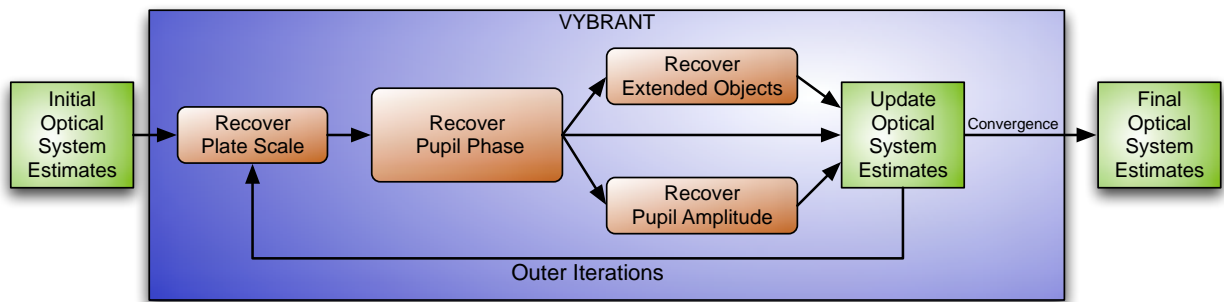 VYBRANT
Initial
Optical
System
Estimates
Recover
Plate Scale
Recover
Pupil Phase
Recover
Extended Objects
Recover
Pupil Amplitude
Update
Optical
System
Estimates
Convergence
Final
Optical
System
Estimates
Outer Iterations